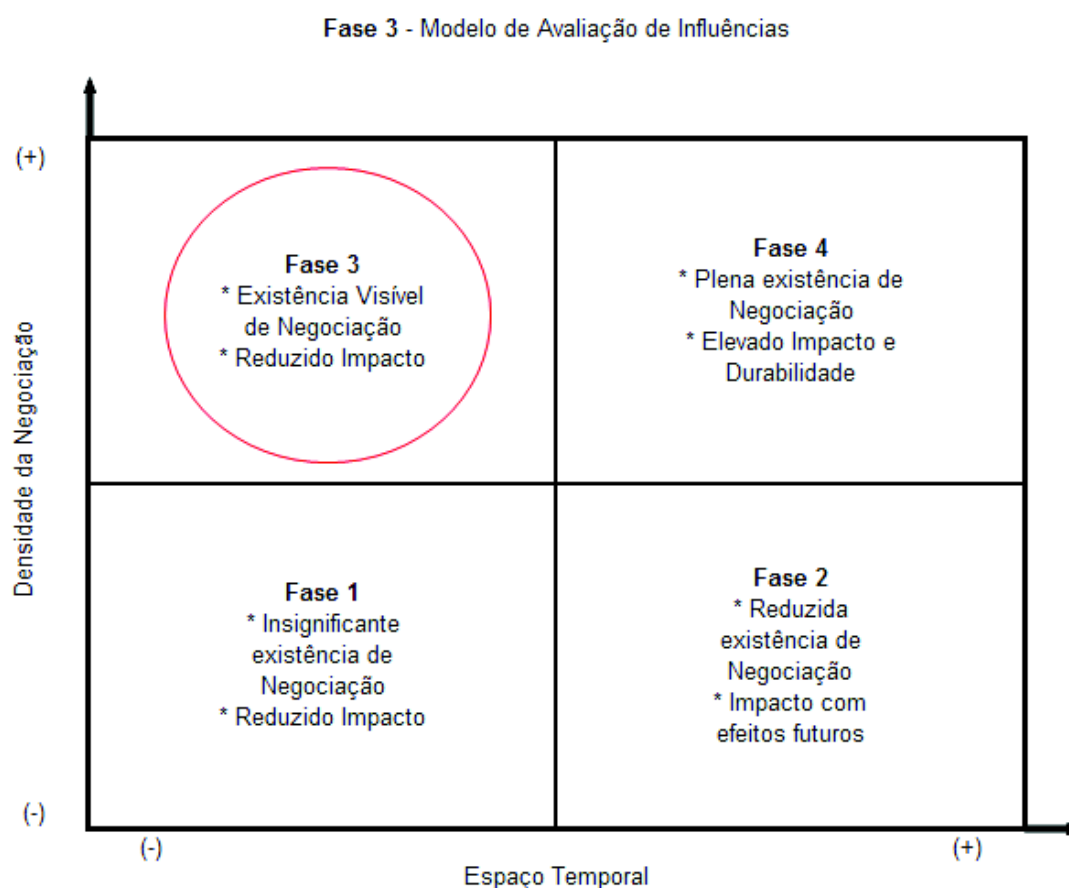 Fase 3 - Modelo de Avaliação de Influências
(+)
Fase 3
* Existência Visível
de Negociação
* Reduzido Impacto
Fase 4
* Plena existência de
Negociação
* Elevado Impacto e
Durabilidade
Densidade da Negociação
Fase 1
* Insignificante
existência de
Negociação
* Reduzido Impacto
Fase 2
* Reduzida
existência de
Negociação
* Impacto com
efeitos futuros
(-)
(-)
(+)
Espaço Temporal